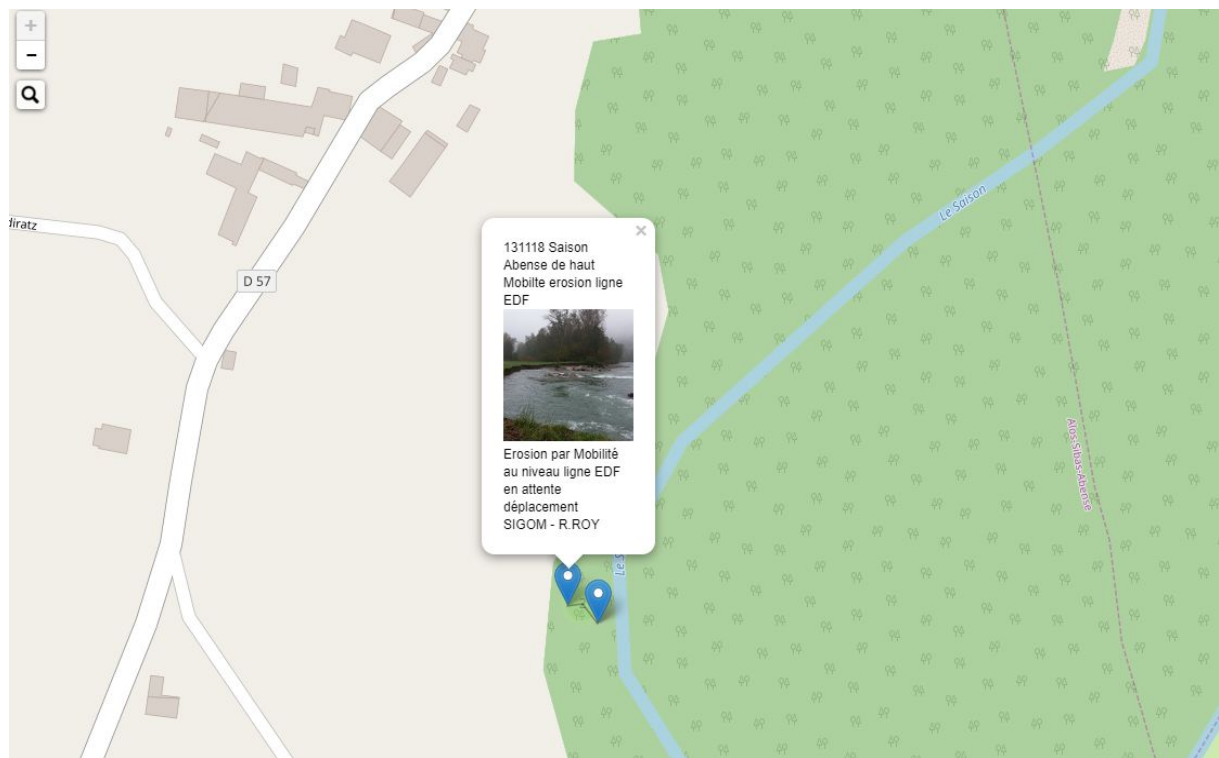 +
-
diratz
D 57
131118 Saison
Abense de haut
Mobilte erosion ligne
EDF
Erosion par Mobilité
au niveau ligne EDF
en attente
déplacement
SIGOM - R.ROY
×
Le Saison
Alos-Sibas-Abense
Le S